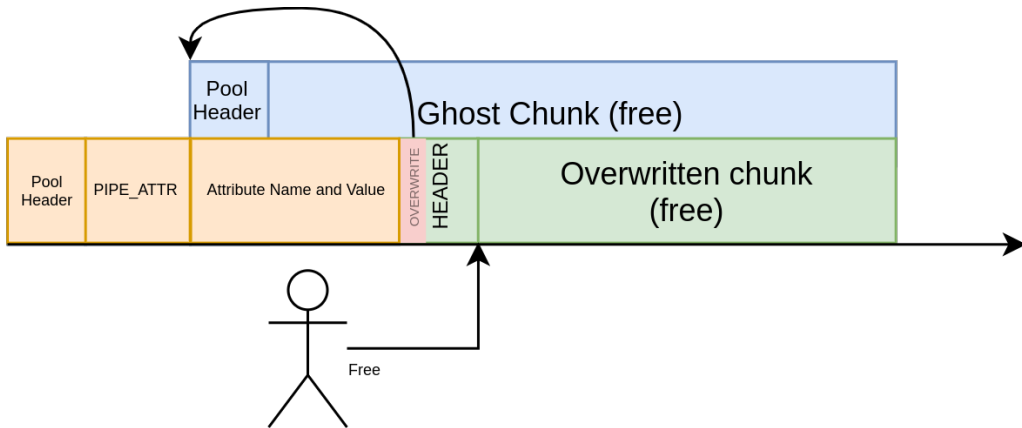 Pool
Header
Ghost Chunk (free)
Pool
Header
PIPE_ATTR
Attribute Name and Value
OVERWRITE
HEADER
Overwritten chunk
(free)
Free